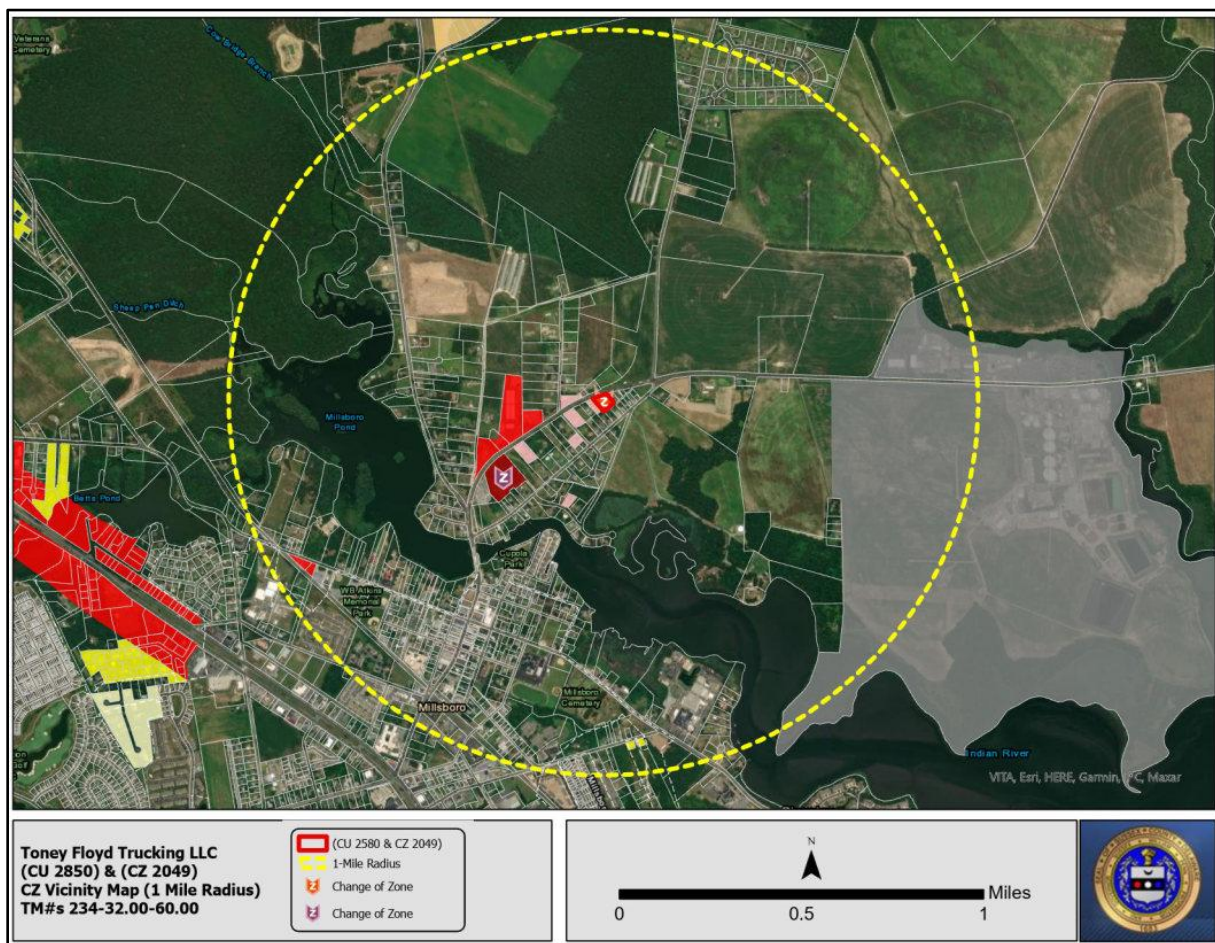 Veterans
Cemetery
Cow Bridge Branch
Sheep Pen Ditch
Millsboro
Pond
Betts Pond
Cupola
Park
WB Atkins
Memorial
Park
Millsboro
Cemetery
Millsboro
Indian River
Golf
VITA, Esri, HERE, Garmin, PC, Maxar
Toney Floyd Trucking LLC
(CU 2850) & (CZ 2049)
CZ Vicinity Map (1 Mile Radius)
TM#s 234-32.00-60.00
(CU 2580 & CZ 2049)
1-Mile Radius
Z Change of Zone
Z Change of Zone
N
Miles
0 0.5 1
1683